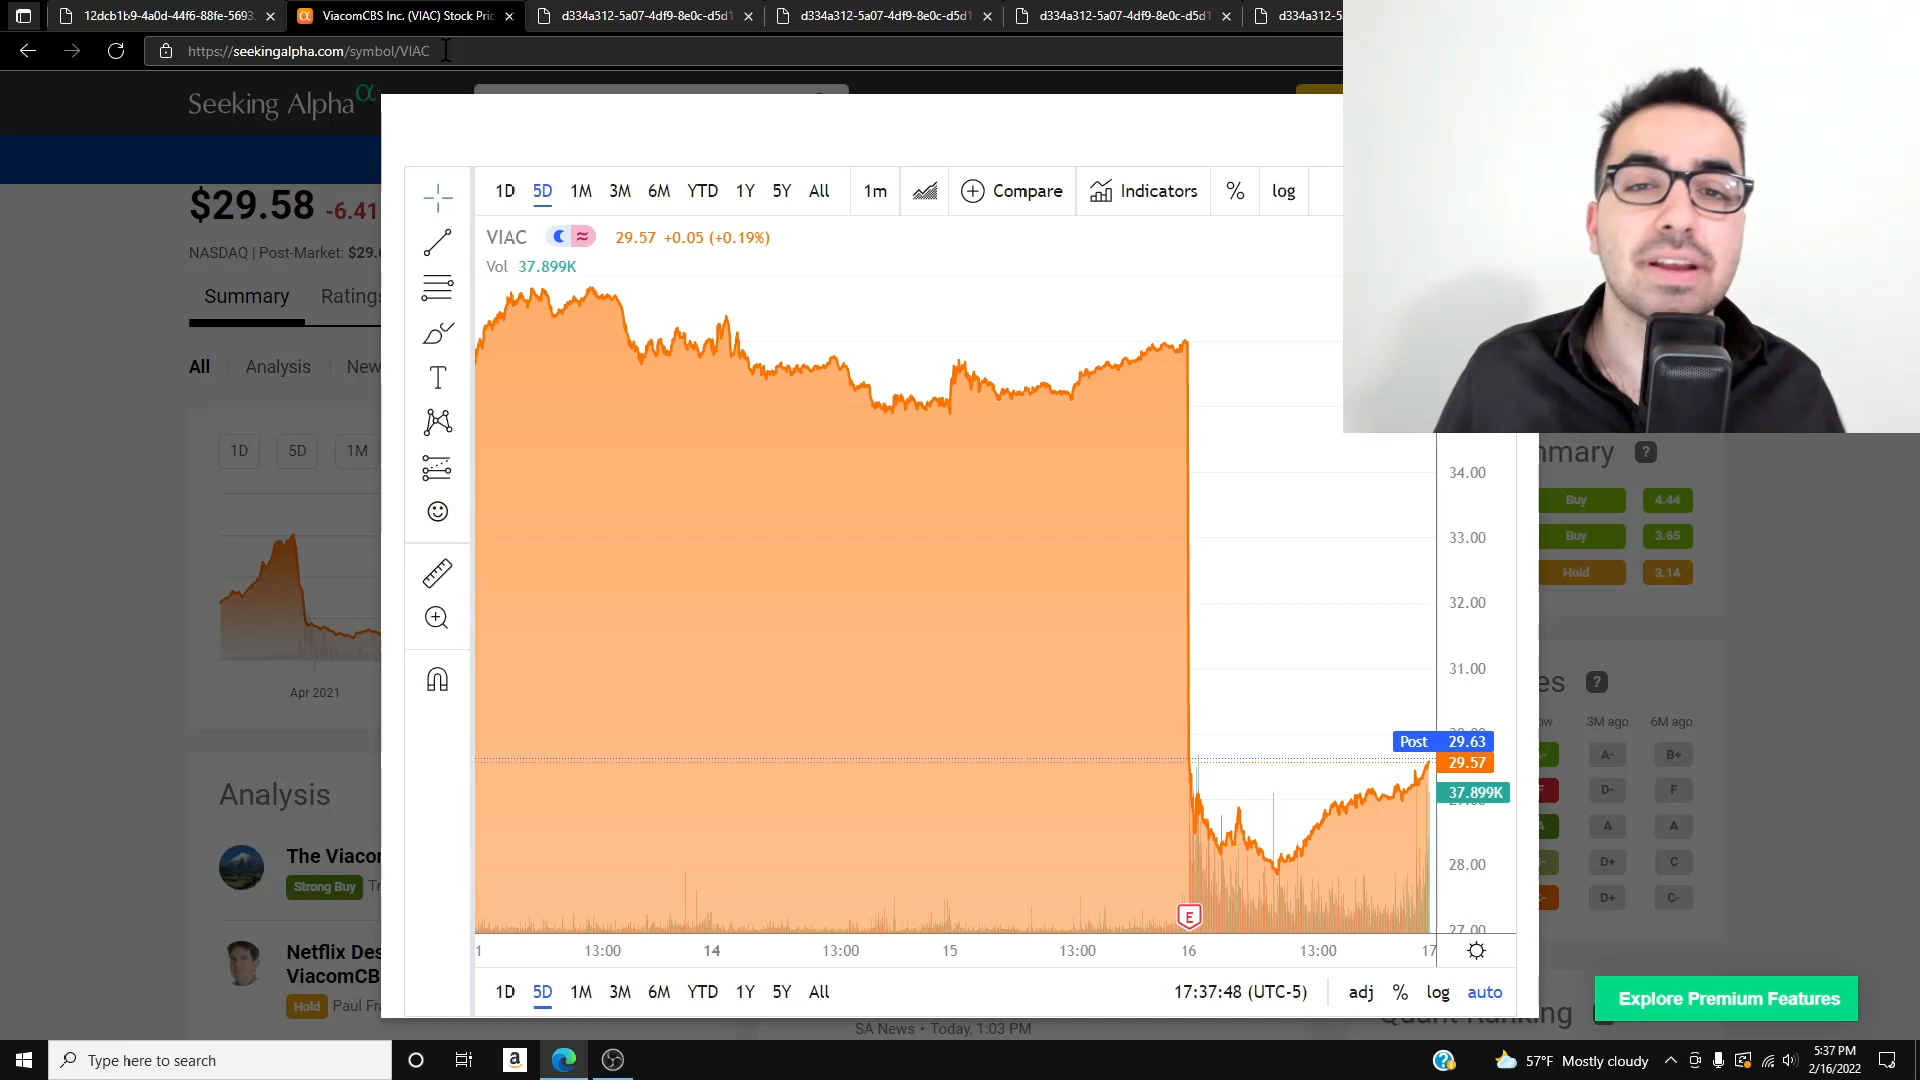 12dcb1b9-4a0d-44f6-88fe-5693
ViacomCBS Inc. (VIAC) Stock Pric
d334a312-5a07-4df9-8e0c-d5d1
d334a312-5a07-4df9-8e0c-d5d1
d334a312-5a07-4df9-8e0c-d5d1
d334a312-5
https://seekingalpha.com/symbol/VIAC
Seeking Alpha α
$29.58 -6.41
NASDAQ | Post-Market: $29.
Summary Ratings
All Analysis New
1D 5D 1M
Apr 2021
Analysis
The Viacom
Strong Buy
Netflix Des
ViacomCB
Hold Paul Fra
1D 5D 1M 3M 6M YTD 1Y 5Y All 1m Compare Indicators % log
VIAC 29.57 +0.05 (+0.19%)
Vol 37.899K
34.00
33.00
32.00
31.00
Post 29.63
29.57
37.899K
28.00
27.00
E
1 13:00 14 13:00 15 13:00 16 13:00 17
1D 5D 1M 3M 6M YTD 1Y 5Y All 17:37:48 (UTC-5) adj % log auto
mmary ?
Buy 4.44
Buy 3.65
Hold 3.14
es ?
ow 3M ago 6M ago
A- B+
F D- F
A A A
D+ C
D+ C-
Explore Premium Features
Quant Ranking
SA News • Today, 1:03 PM
Type here to search
57°F Mostly cloudy
5:37 PM
2/16/2022